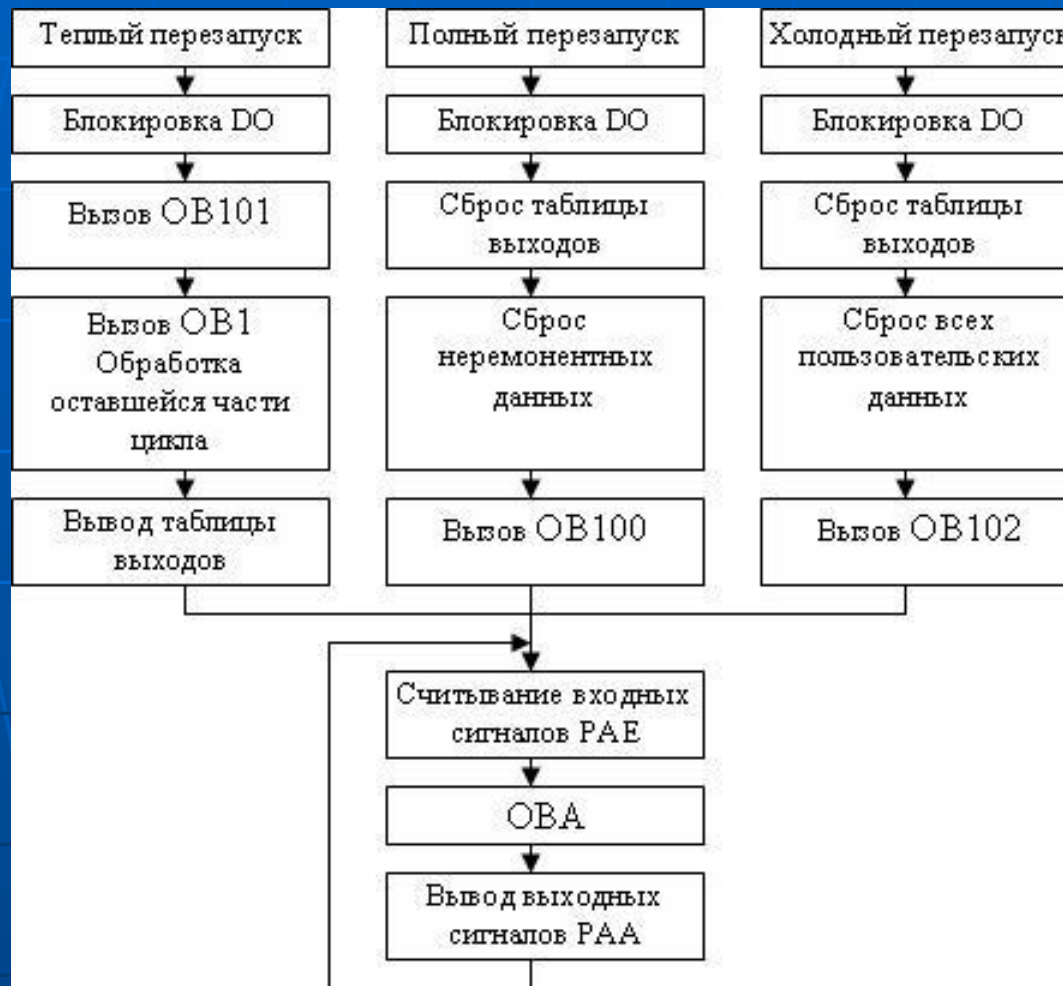 Теплый перезапуск
Блокировка DO
Вызов OB101
Вызов OB1
Обработка
оставшейся части
цикла
Вывод таблицы
выходов
Полный перезапуск
Блокировка DO
Сброс таблицы
выходов
Сброс
неремонентных
данных
Вызов OB100
Холодный перезапуск
Блокировка DO
Сброс таблицы
выходов
Сброс всех
пользовательских
данных
Вызов OB102
Считывание входных
сигналов PAE
OBA
Вывод выходных
сигналов PAA